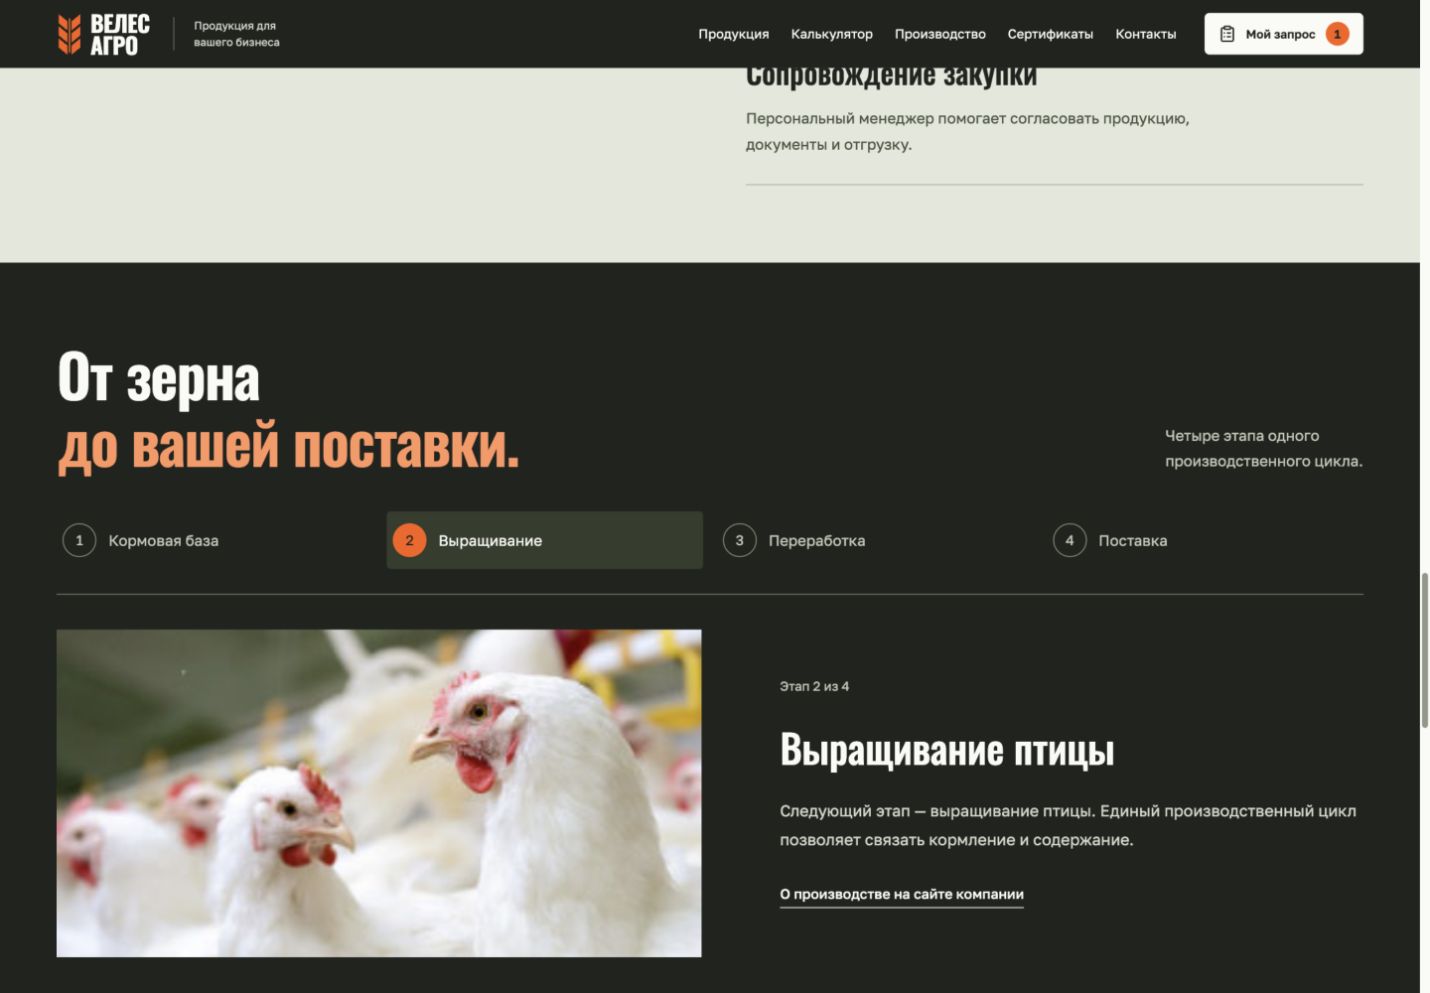 ВЕЛЕС
АГРО
Продукция для
вашего бизнеса
Продукция
Калькулятор
Производство
Сертификаты
Контакты
Мой запрос
1
Сопровождение закупки
Персональный менеджер помогает согласовать продукцию,
документы и отгрузку.
От зерна
до вашей поставки.
Четыре этапа одного
производственного цикла.
1 Кормовая база
2 Выращивание
3 Переработка
4 Поставка
Этап 2 из 4
Выращивание птицы
Следующий этап — выращивание птицы. Единый производственный цикл
позволяет связать кормление и содержание.
О производстве на сайте компании